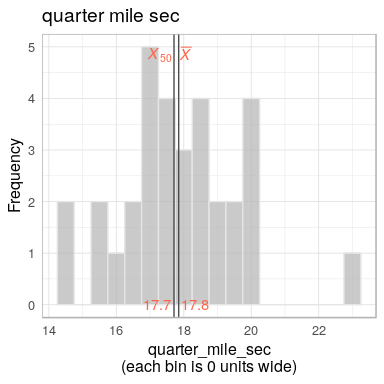 quarter mile sec
5
4
3
2
1
0
Frequency
X50 X̅
17.7 17.8
14 16 18 20 22
quarter_mile_sec
(each bin is 0 units wide)